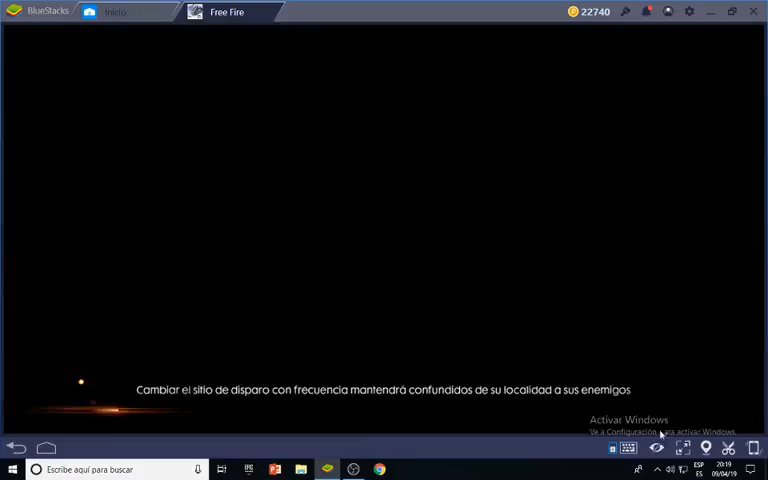 BlueStacks
Inicio
Free Fire
22740
Cambiar el sitio de disparo con frecuencia mantendrá confundidos de su localidad a sus enemigos
Activar Windows
Ve a Configuración para activar Windows.
Escribe aquí para buscar
ESP
ES
20:19
09/04/19